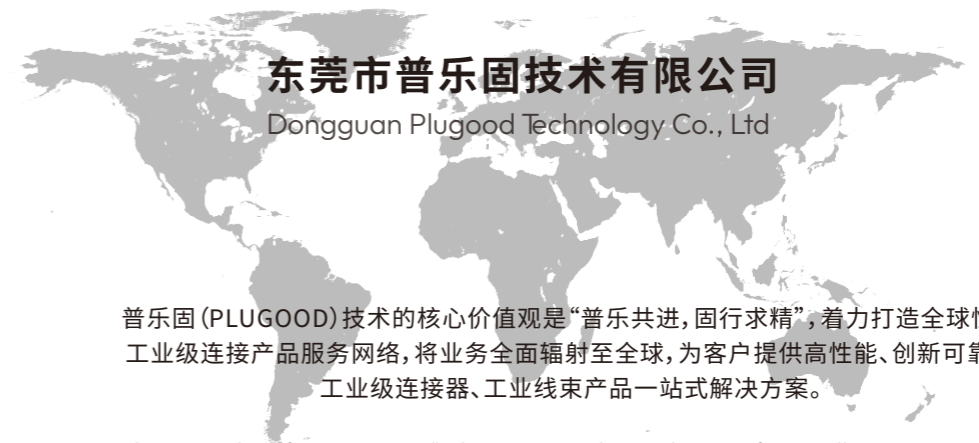 东莞市普乐固技术有限公司
Dongguan Plugood Technology Co., Ltd
普乐固(PLUGOOD)技术的核心价值观是“普乐共进,固行求精”,着力打造全球
工业级连接产品服务网络,将业务全面辐射至全球,为客户提供高性能、创新可
工业级连接器、工业线束产品一站式解决方案。